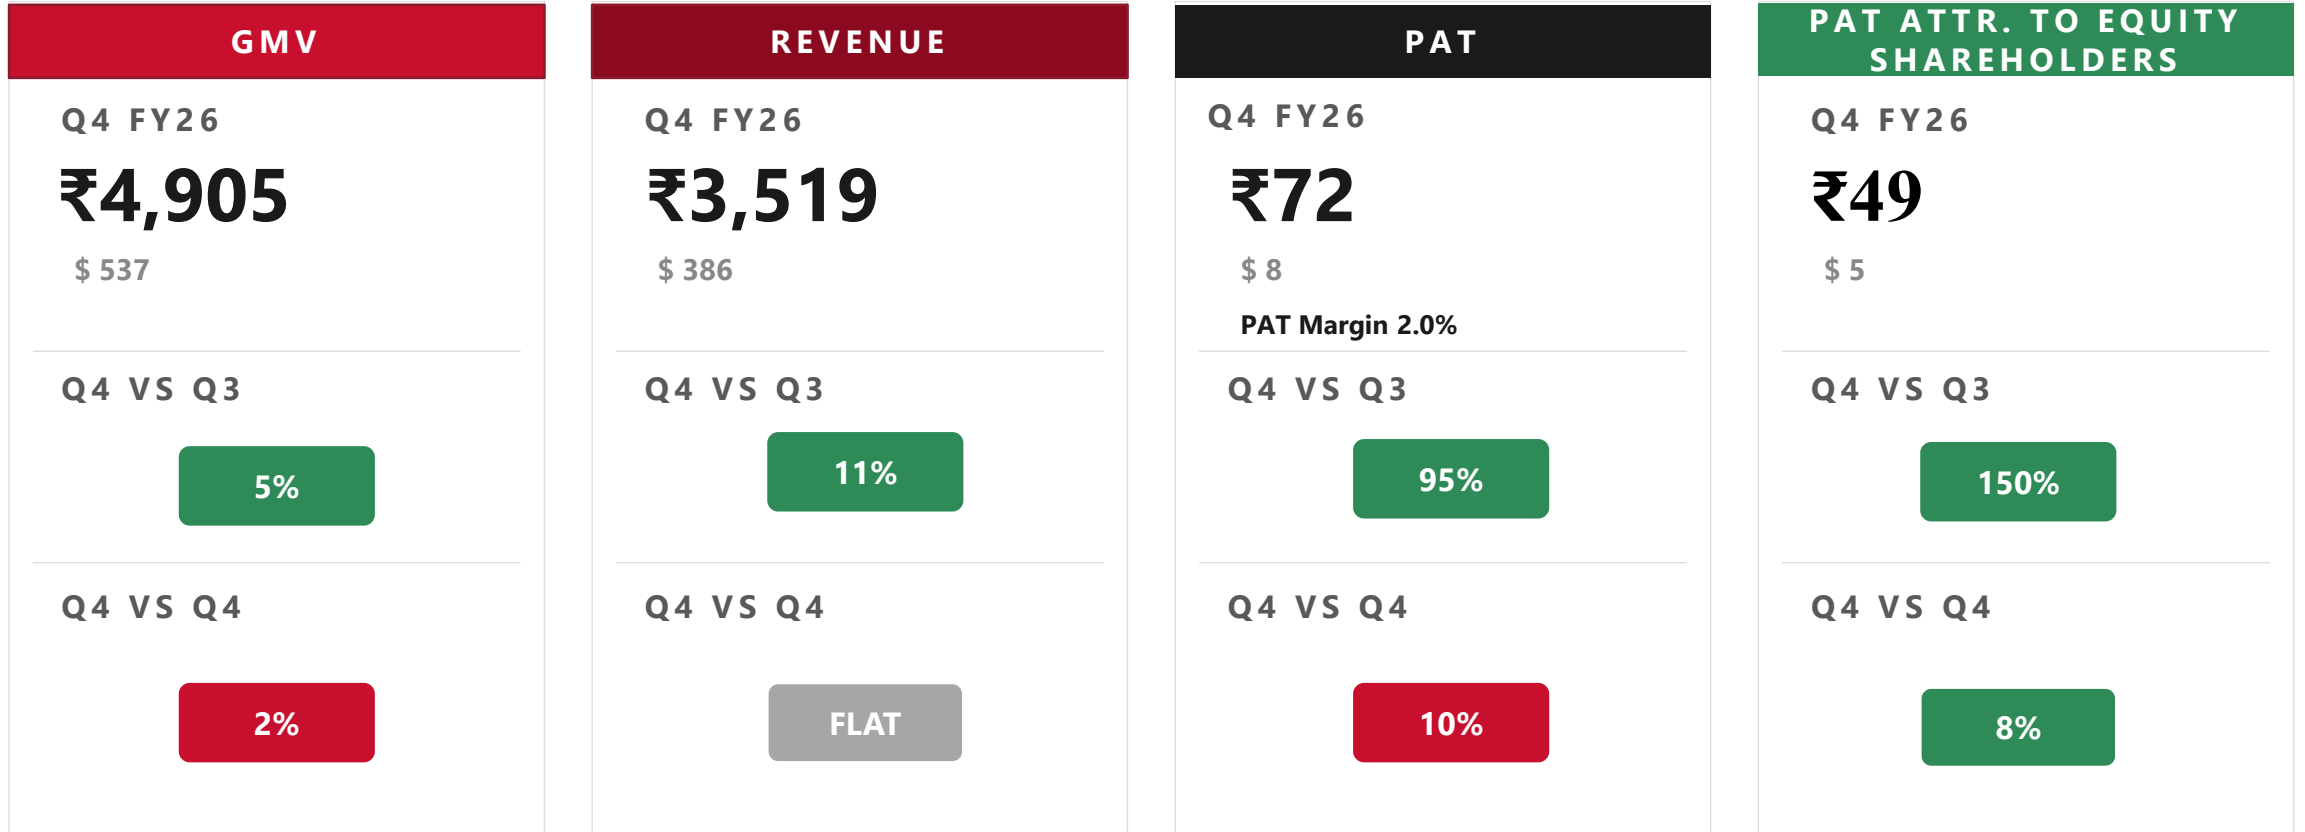 GMV
Q4 FY26
₹4,905
$ 537
Q4 VS Q3
5%
Q4 VS Q4
2%
REVENUE
Q4 FY26
₹3,519
$ 386
Q4 VS Q3
11%
Q4 VS Q4
FLAT
PAT
Q4 FY26
₹72
$ 8
PAT Margin 2.0%
Q4 VS Q3
95%
Q4 VS Q4
10%
PAT ATTR. TO EQUITY
SHAREHOLDERS
Q4 FY26
₹49
$ 5
Q4 VS Q3
150%
Q4 VS Q4
8%